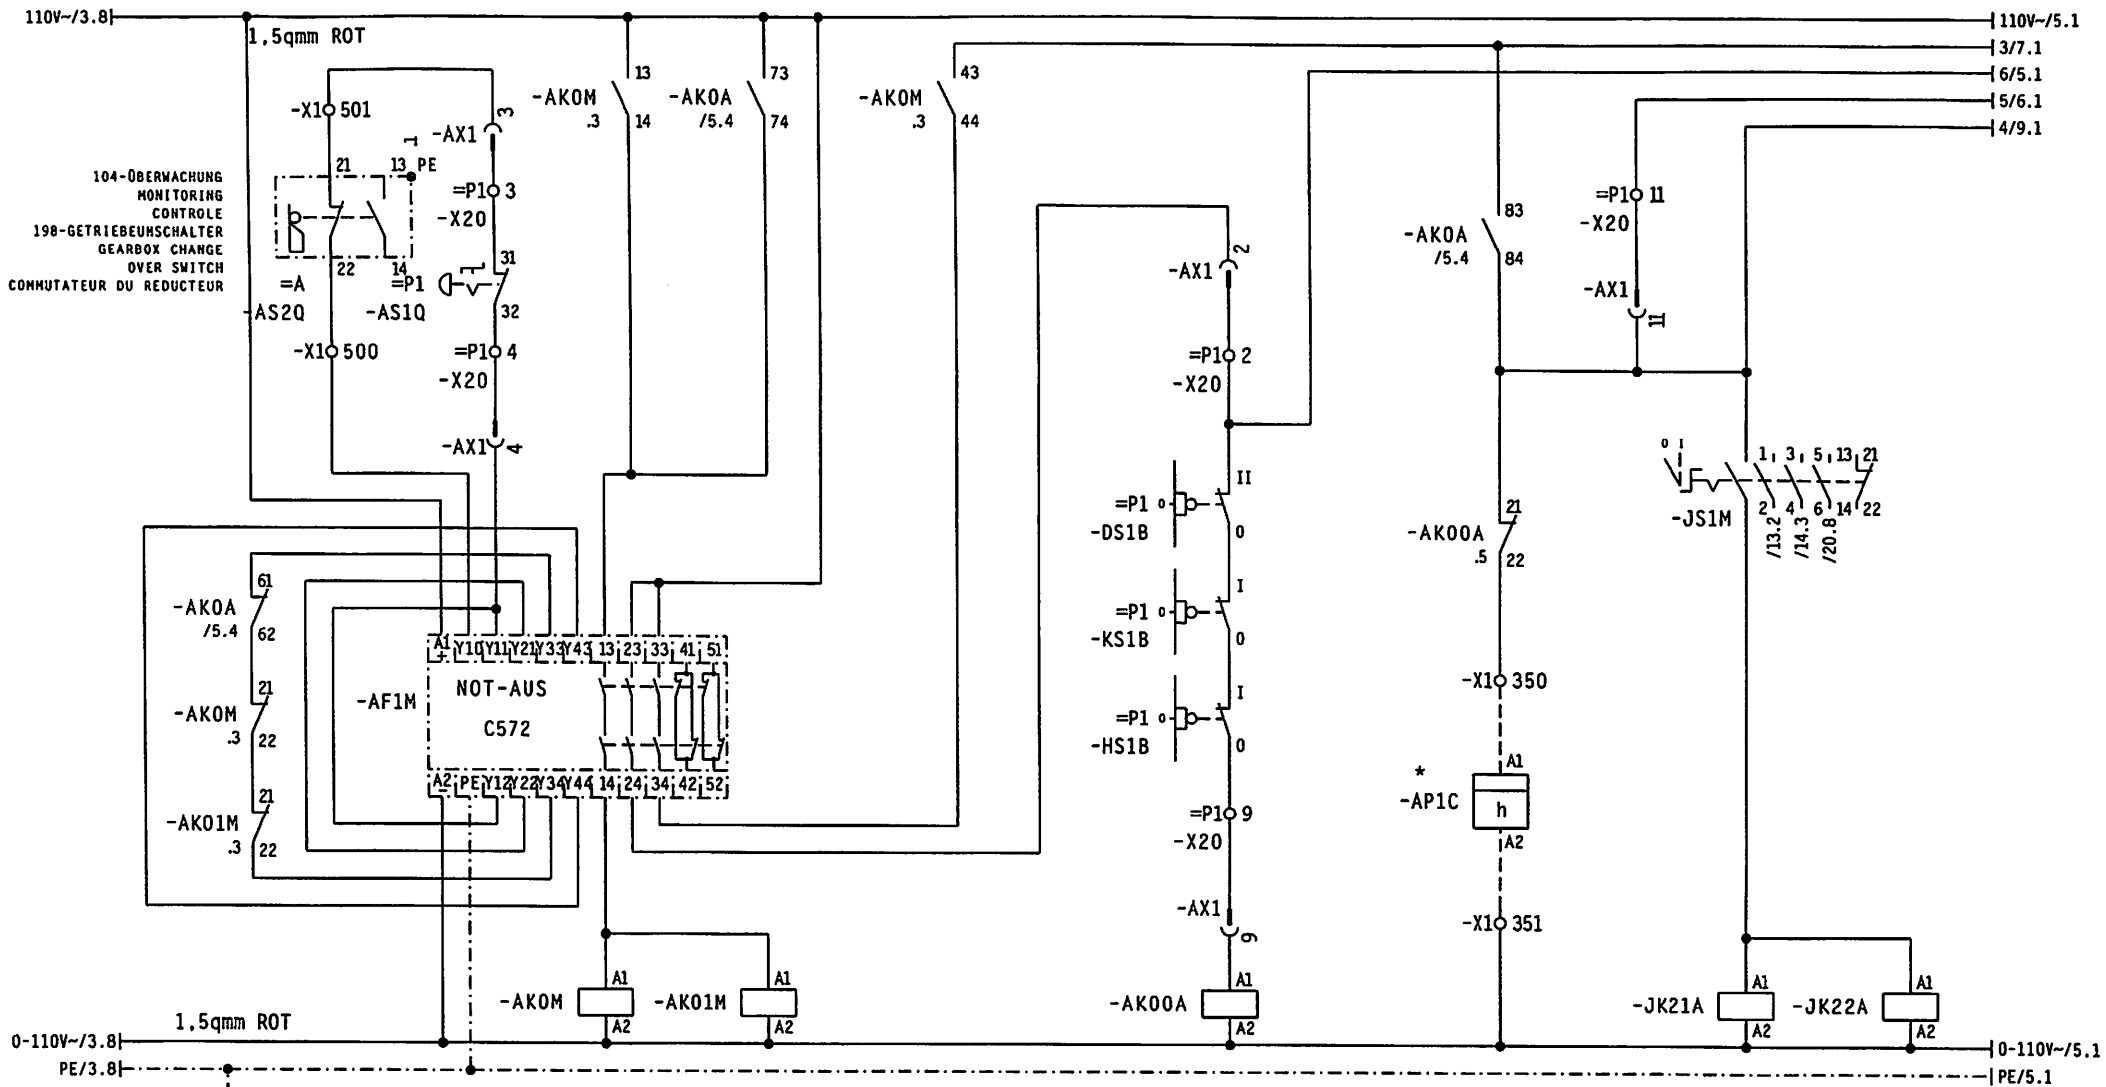 110V~/3.8
110V~/5.1
1,5qmm ROT
3/7.1
6/5.1
5/6.1
4/9.1
-X1 501
3
-AX1
1
13
-AK0M
.3 14
73
-AK0A
/5.4 74
43
-AK0M
.3 44
104-ÜBERWACHUNG
MONITORING
CONTROLE
198-GETRIEBEUMSCHALTER
GEARBOX CHANGE
OVER SWITCH
COMMUTATEUR DU REDUCTEUR
21 13 PE
22 14
=A
-AS2Q
=P1
-AS1Q
=P1 3
-X20
31
32
-X1 500
=P1 4
-X20
-AX1 4
2
-AX1
=P1 2
-X20
83
-AK0A
/5.4 84
=P1 11
-X20
-AX1
11
II
=P1 0
-DS1B 0
I
=P1 0
-KS1B 0
I
=P1 0
-HS1B 0
=P1 9
-X20
-AX1
9
0 I
1 3 5 13 21
-JS1M
2 4 6 14 22
/13.2 /14.3 /20.8
21
-AK00A
.5 22
-X1 350
*
A1
-AP1C
h
A2
-X1 351
61
-AK0A
/5.4 62
21
-AK0M
.3 22
21
-AK01M
.3 22
A1 Y10 Y11 Y21 Y33 Y43 13 23 33 41 51
+
NOT-AUS
-AF1M
C572
A2 PE Y12 Y22 Y34 Y44 14 24 34 42 52
-
A1
-AK0M
A2
A1
-AK01M
A2
A1
-AK00A
A2
A1
-JK21A
A2
A1
-JK22A
A2
1,5qmm ROT
0-110V~/3.8
0-110V~/5.1
PE/3.8
PE/5.1